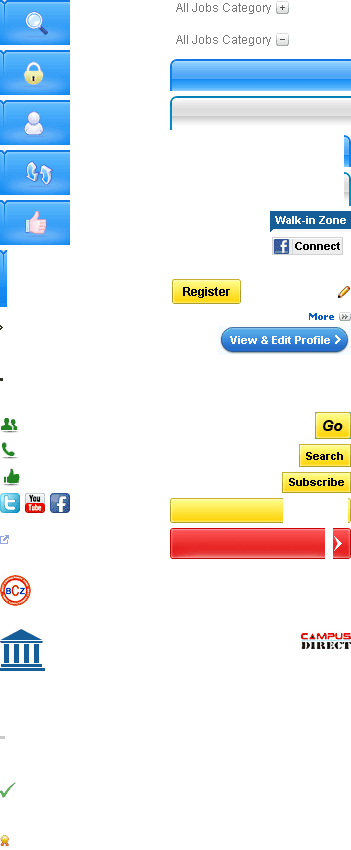 All Jobs Category
All Jobs Category
Walk-in Zone
f Connect
Register
More
View & Edit Profile
Go
Search
Subscribe
t You Tube f
BCZ
CAMPUS
DIRECT